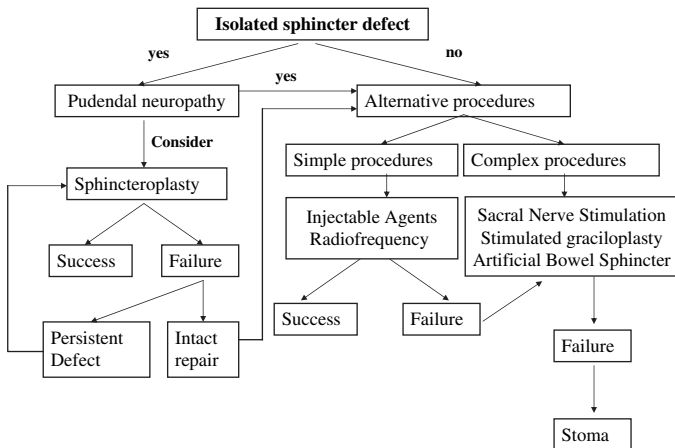 Isolated sphincter defect
yes
no
Pudendal neuropathy
yes
Alternative procedures
Consider
Simple procedures
Complex procedures
Sphincteroplasty
Injectable Agents
Radiofrequency
Sacral Nerve Stimulation
Stimulated graciloplasty
Artificial Bowel Sphincter
Success
Failure
Success
Failure
Persistent
Defect
Intact
repair
Failure
Stoma